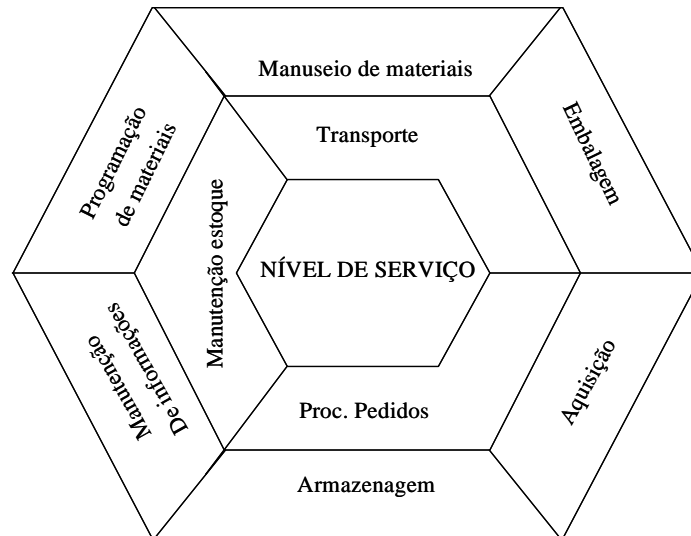 Manuseio de materiais
Transporte
Embalagem
Programação
de materiais
Manutenção estoque
NÍVEL DE SERVIÇO
Manutenção
De informações
Aquisição
Proc. Pedidos
Armazenagem